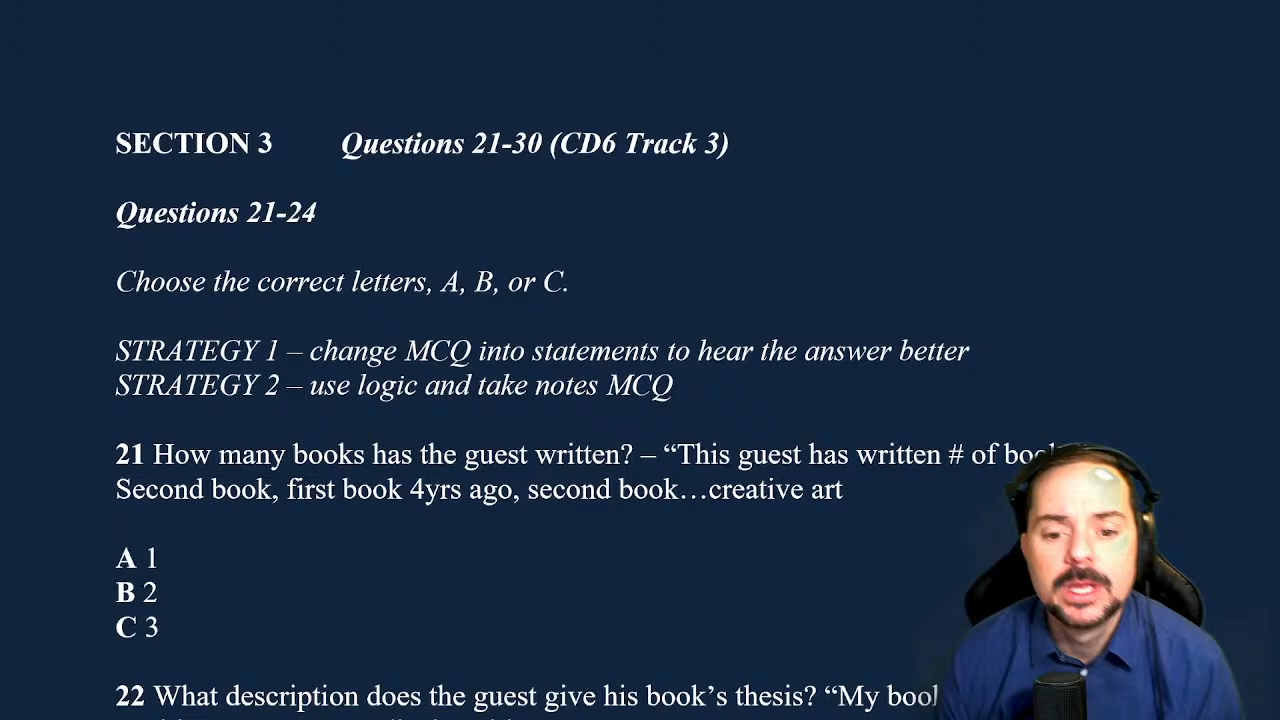 SECTION 3 Questions 21-30 (CD6 Track 3)
Questions 21-24
Choose the correct letters, A, B, or C.
STRATEGY 1 – change MCQ into statements to hear the answer better
STRATEGY 2 – use logic and take notes MCQ
21 How many books has the guest written? – “This guest has written # of
Second book, first book 4yrs ago, second book…creative art
A 1
B 2
C 3
22 What description does the guest give his book’s thesis? “My